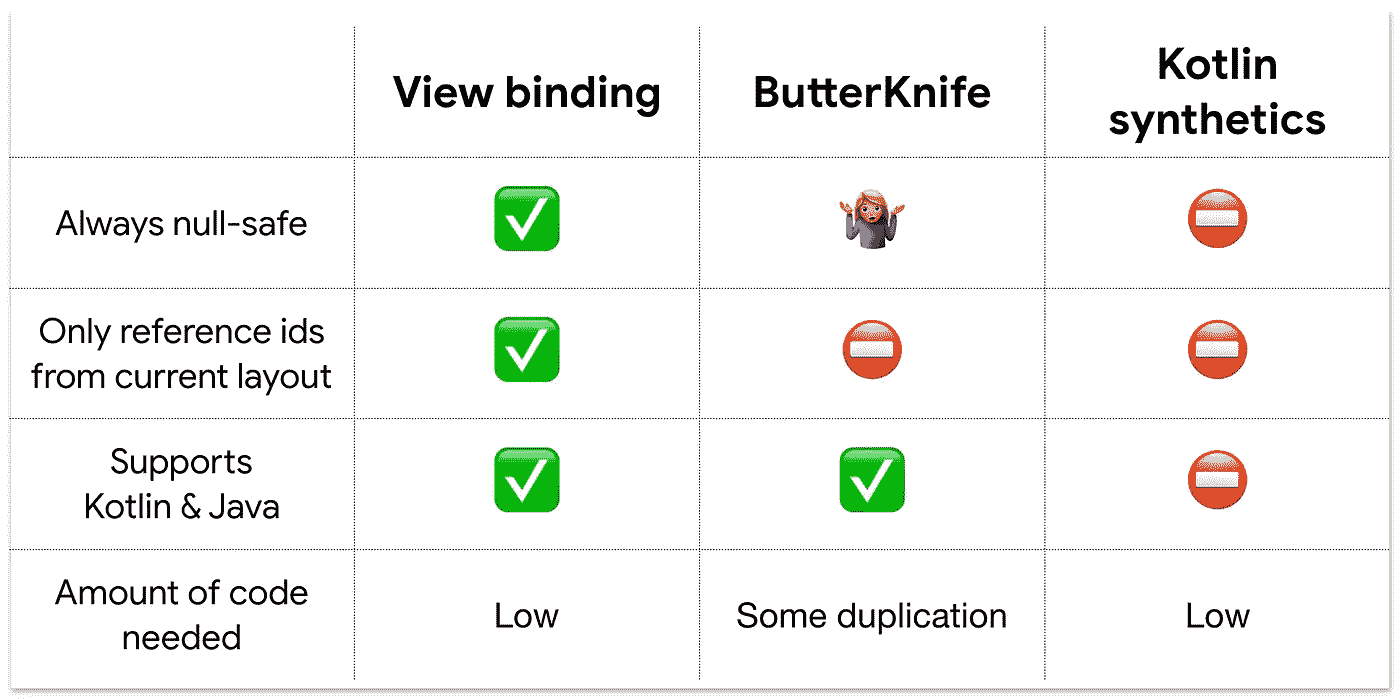 View binding
ButterKnife
Kotlin
synthetics
Always null-safe
Only reference ids
from current layout
Supports
Kotlin & Java
Amount of code
needed
Low
Some duplication
Low